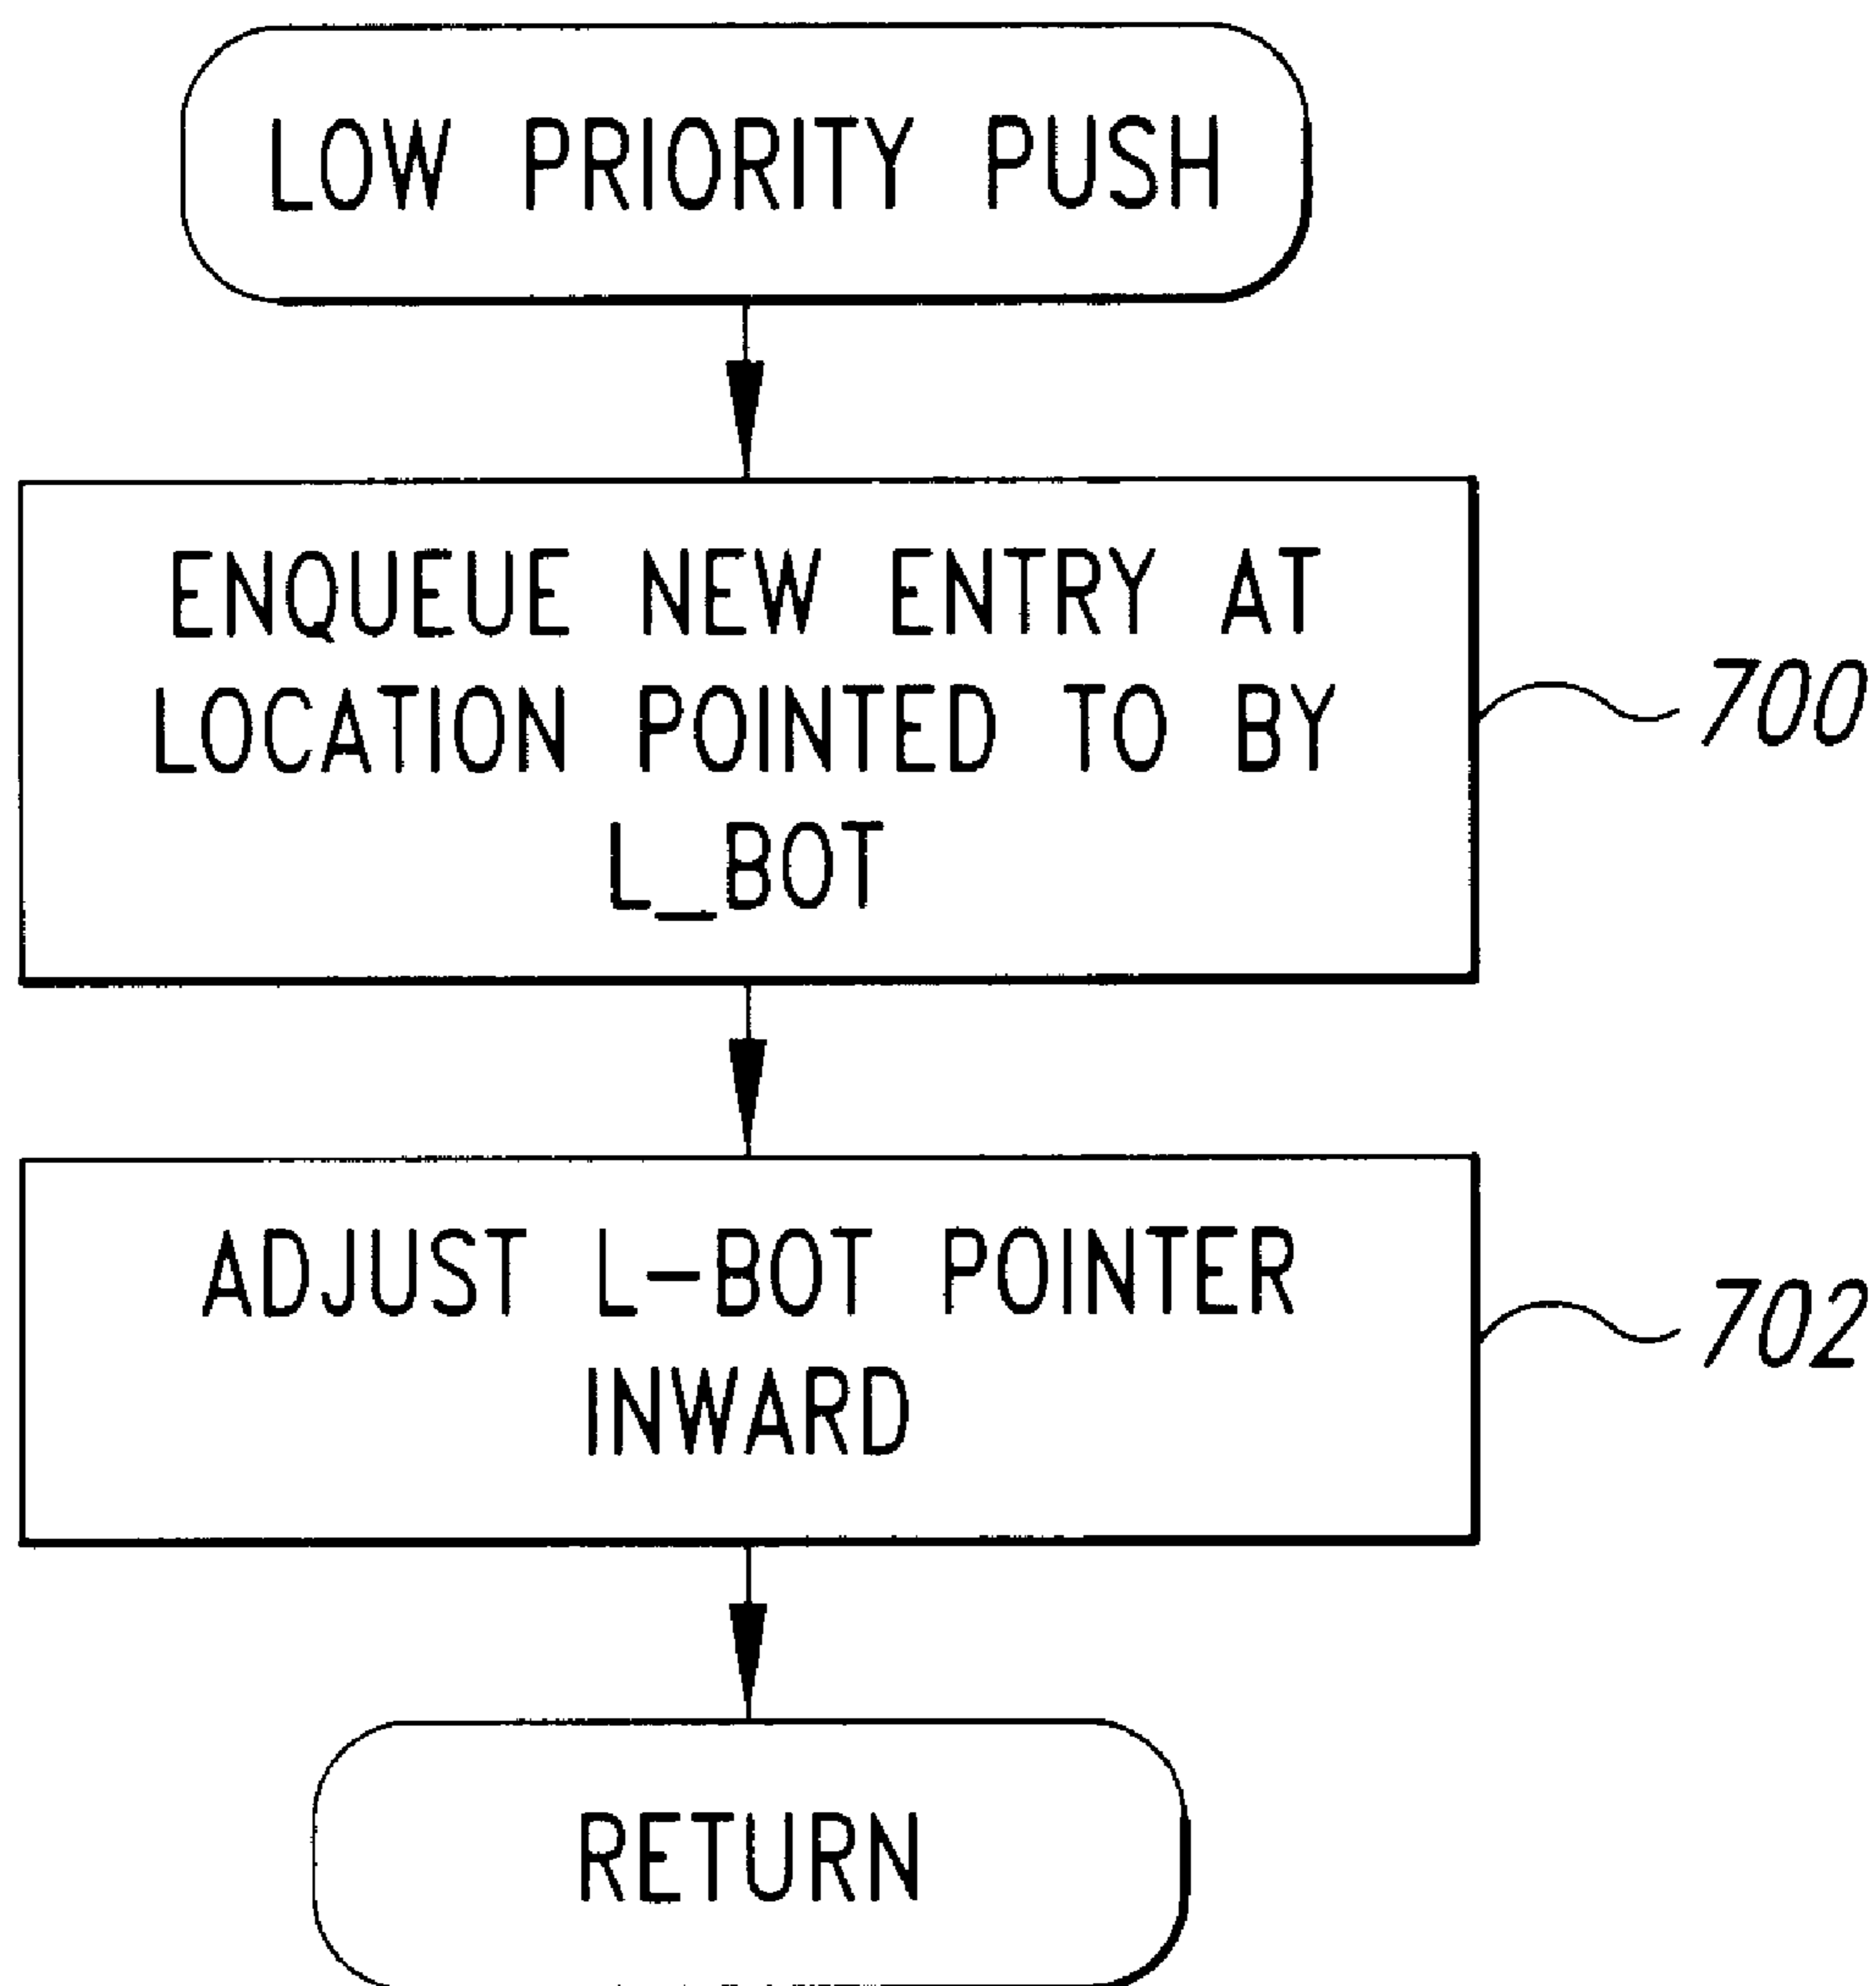 LOW PRIORITY PUSH
ENQUEUE NEW ENTRY AT
LOCATION POINTED TO BY
L_BOT
700
ADJUST L-BOT POINTER
INWARD
702
RETURN